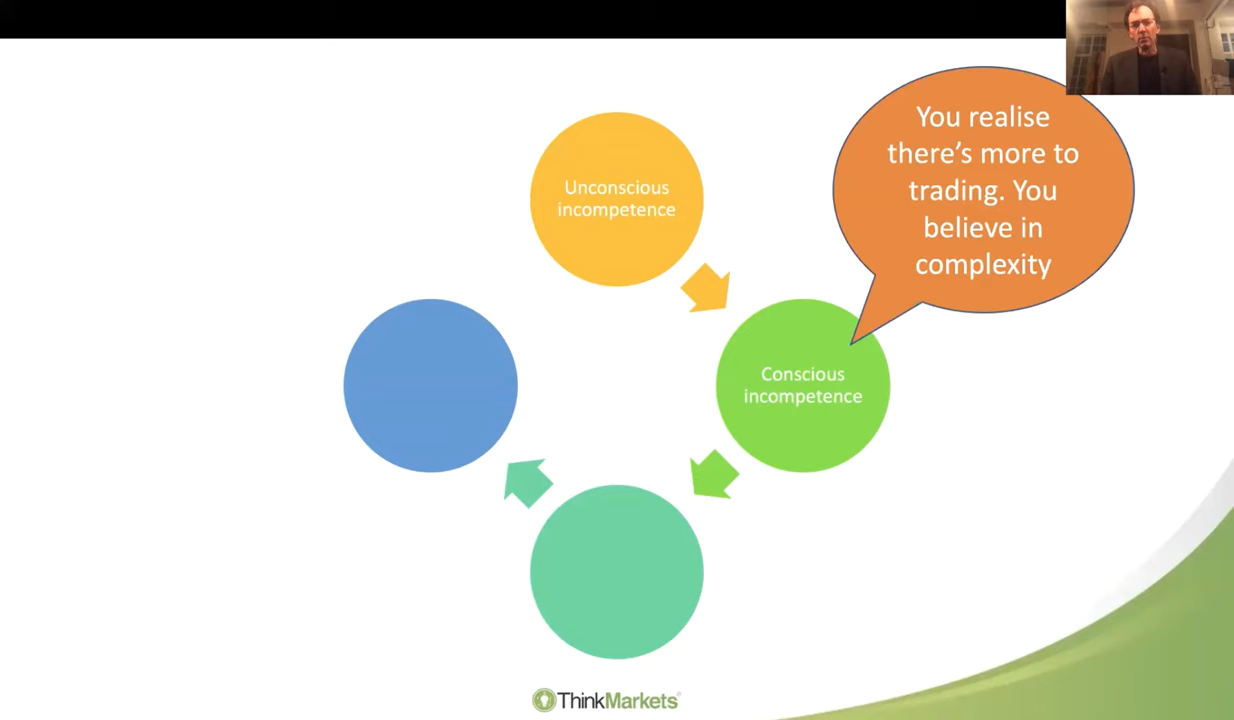 You realise
there’s more to
trading. You
believe in
complexity
Unconscious
incompetence
Conscious
incompetence
ThinkMarkets